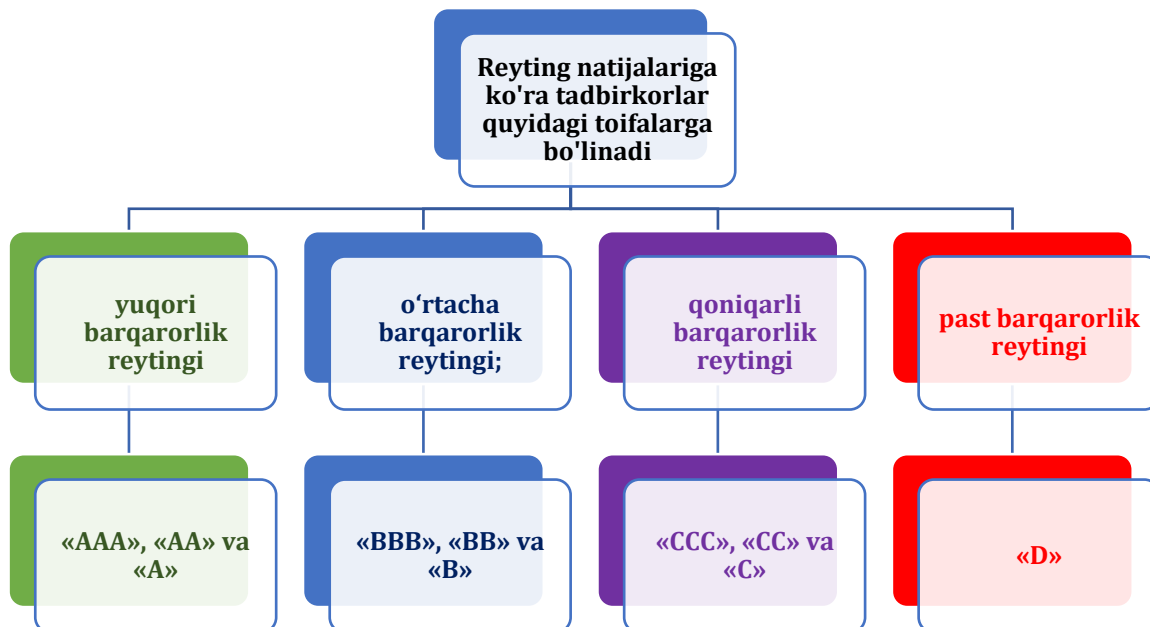 Reyting natijalariga
ko'ra tadbirkorlar
quyidagi toifalarga
bo'linadi
yuqori
barqarorlik
reytingi
o‘rtacha
barqarorlik
reytingi;
qoniqarli
barqarorlik
reytingi
past barqarorlik
reytingi
«AAA», «AA» va
«A»
«BBB», «BB» va
«B»
«CCC», «CC» va
«C»
«D»